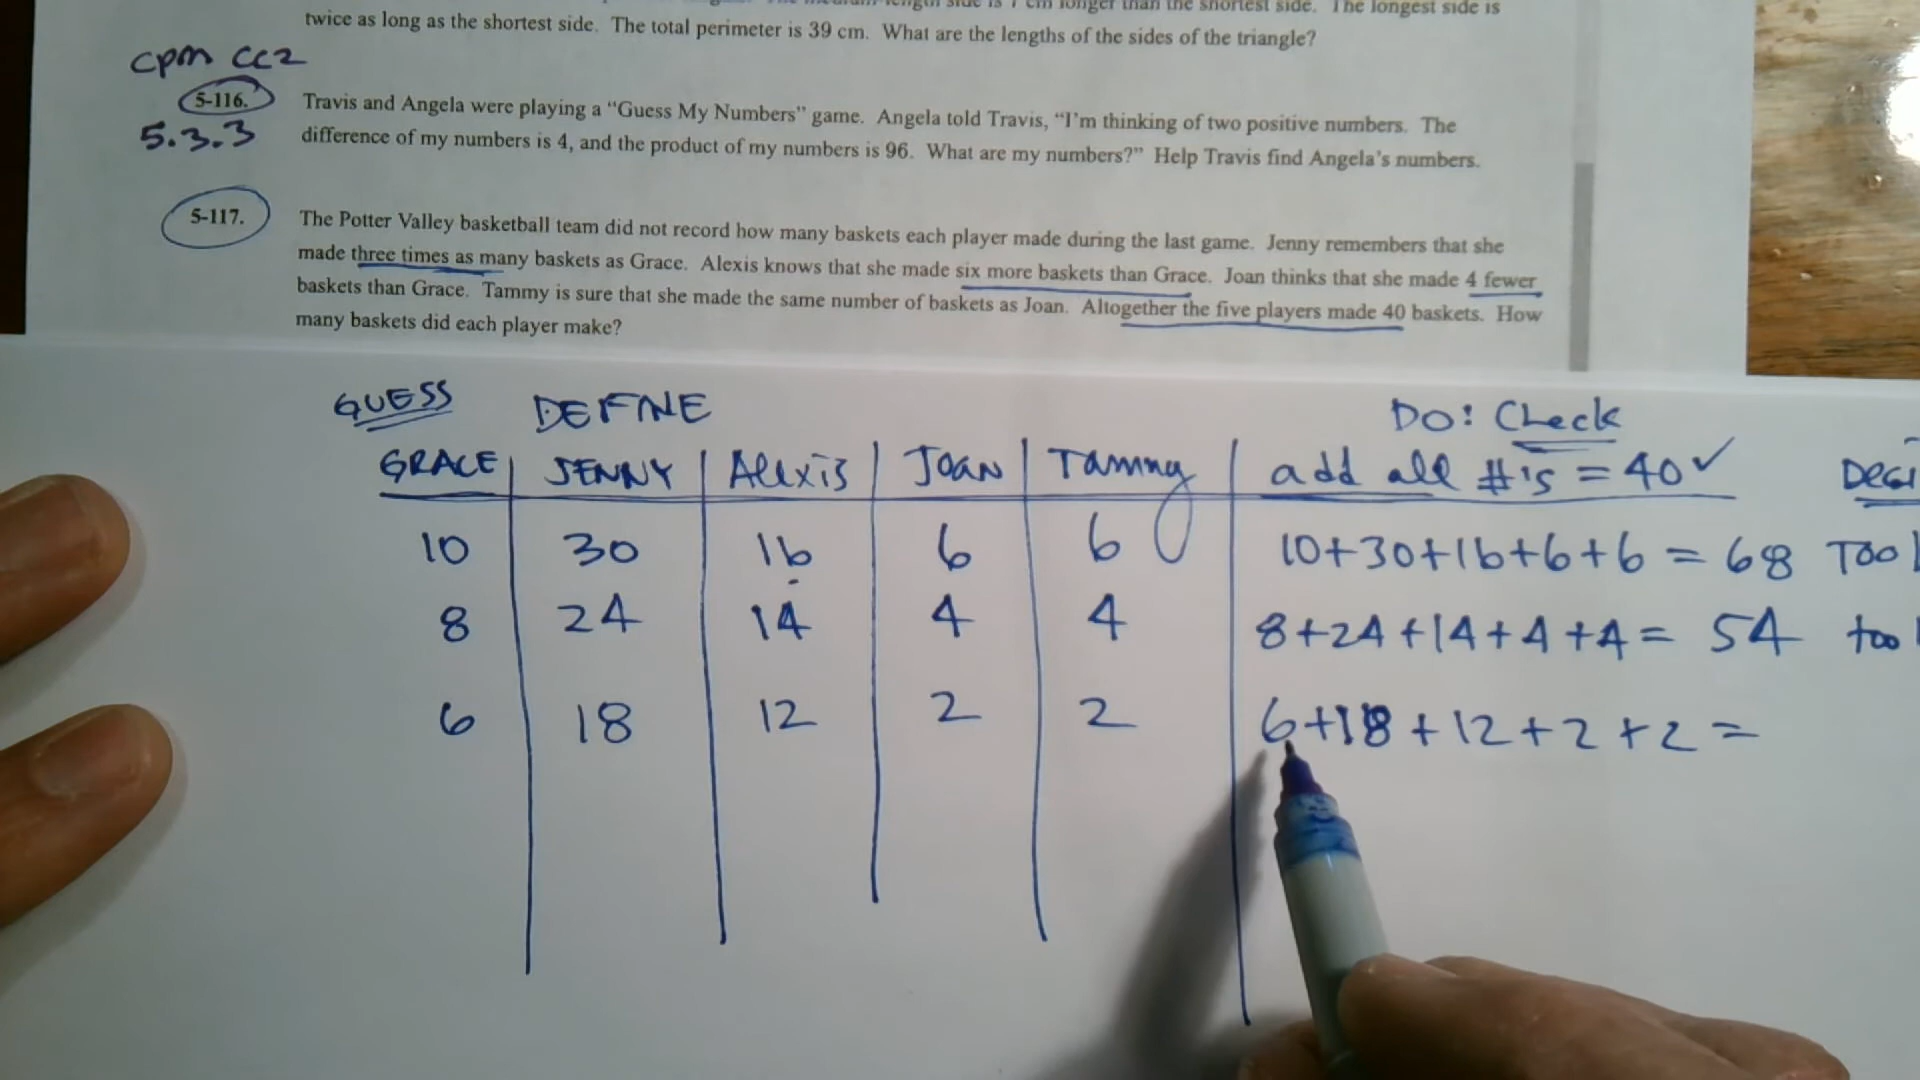 longer than the shortest side. The longest side is
twice as long as the shortest side. The total perimeter is 39 cm. What are the lengths of the sides of the triangle?
cpm cc2
5-116. Travis and Angela were playing a “Guess My Numbers” game. Angela told Travis, “I’m thinking of two positive numbers. The
5.3.3 difference of my numbers is 4, and the product of my numbers is 96. What are my numbers?” Help Travis find Angela’s numbers.
5-117. The Potter Valley basketball team did not record how many baskets each player made during the last game. Jenny remembers that she
made three times as many baskets as Grace. Alexis knows that she made six more baskets than Grace. Joan thinks that she made 4 fewer
baskets than Grace. Tammy is sure that she made the same number of baskets as Joan. Altogether the five players made 40 baskets. How
many baskets did each player make?
GUESS DEFINE DO: Check
GRACE JENNY Alexis Joan Tammy add all #'s = 40 ✓
10 30 16 6 6 10+30+16+6+6 = 68 Too
8 24 14 4 4 8+24+14+4+4 = 54 too
6 18 12 2 2 6+18+12+2+2 =